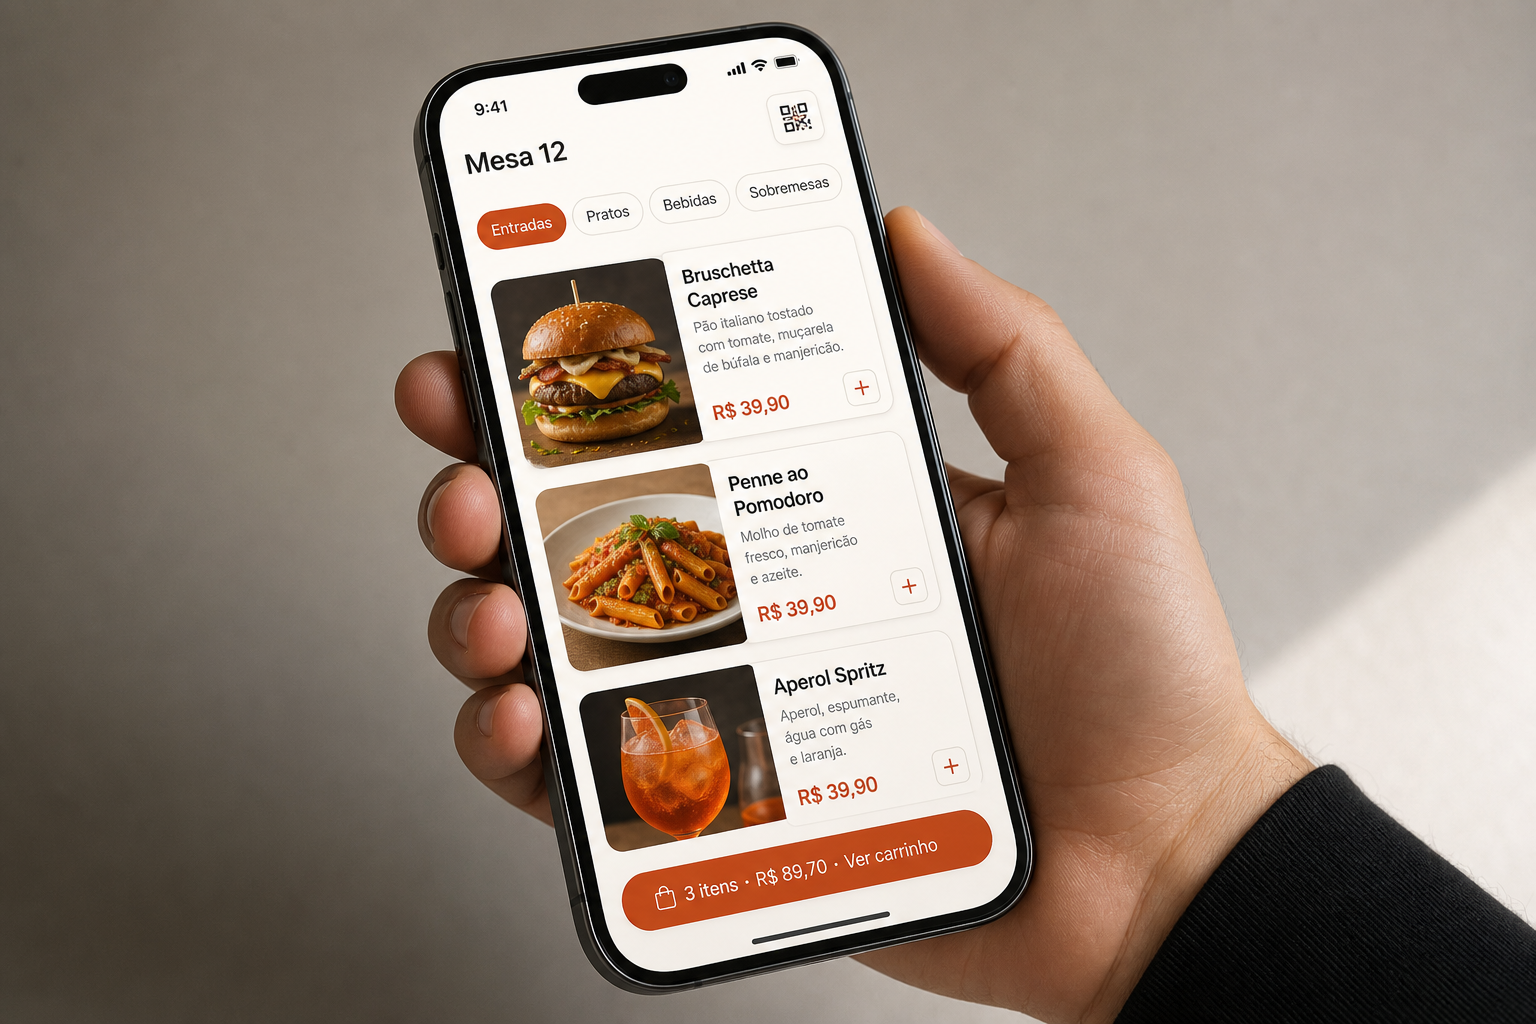 9:41
Mesa 12
Entradas
Pratos
Bebidas
Sobremesas
Bruschetta
Caprese
Pão italiano tostado
com tomate, muçarela
de búfala e manjericão.
R$ 39,90
Penne ao
Pomodoro
Molho de tomate
fresco, manjericão
e azeite.
R$ 39,90
Aperol Spritz
Aperol, espumante,
água com gás
e laranja.
R$ 39,90
3 itens · R$ 89,70 · Ver carrinho